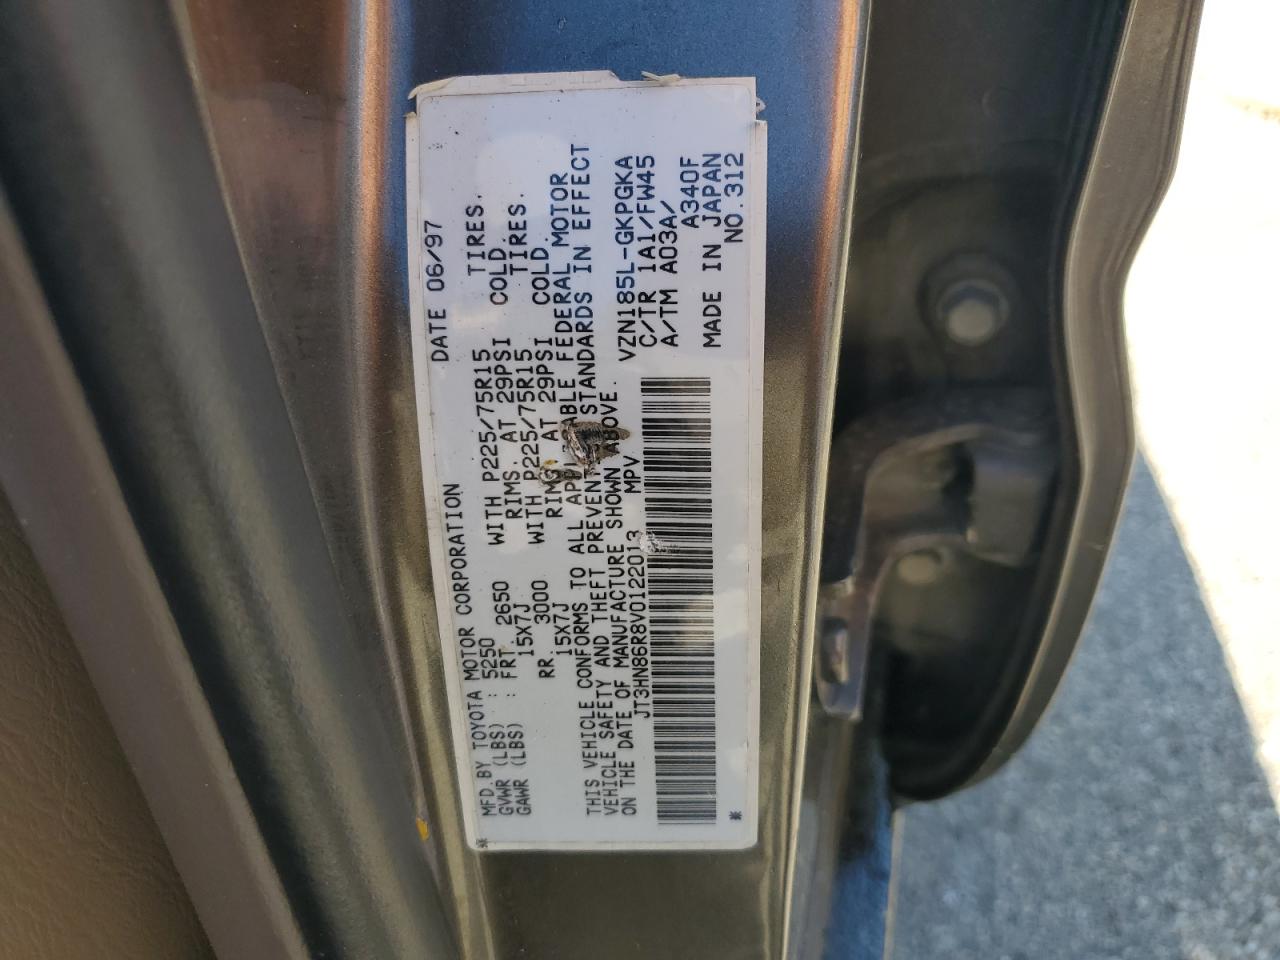 MFD. BY TOYOTA MOTOR CORPORATION DATE 06/97
GVWR (LBS) : 5250 WITH P225/75R15 TIRES.
GAWR (LBS) : FRT. 2650 RIMS. AT 29PSI COLD.
15X7J WITH P225/75R15 TIRES.
RR. 3000 AT 29PSI COLD.
15X7J
THIS VEHICLE CONFORMS TO ALL FEDERAL MOTOR
VEHICLE SAFETY AND THEFT PREVENT STANDARDS IN EFFECT
ON THE DATE OF MANUFACTURE SHOWN ABOVE.
JT3HN86R8V0122013 MPV
VZN185L-GKPGKA
C/TR 1A1/FW45
A/TM A03A/
A340F
MADE IN JAPAN
NO.312